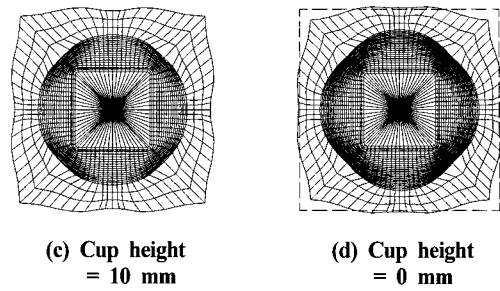 (c) Cup height
= 10 mm
(d) Cup height
= 0 mm